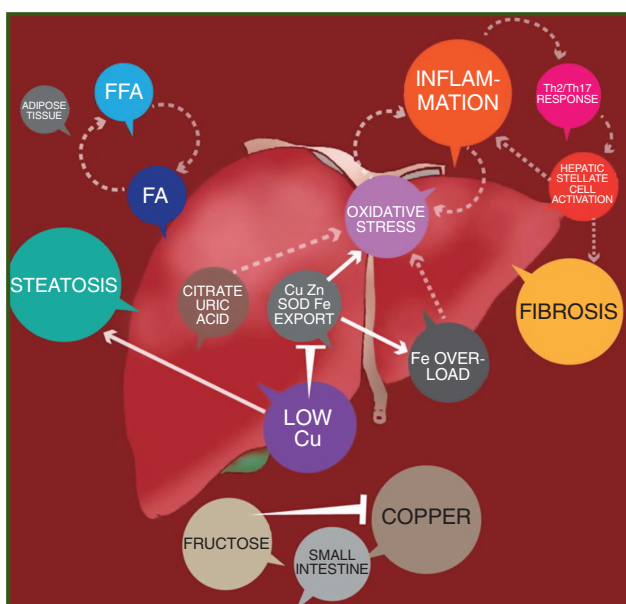 FFA
ADIPOSE
TISSUE
FA
INFLAM-
MATION
Th2/Th17
RESPONSE
HEPATIC
STELLATE
CELL
ACTIVATION
OXIDATIVE
STRESS
STEATOSIS
CITRATE
URIC
ACID
Cu Zn
SOD Fe
EXPORT
FIBROSIS
Fe OVER-
LOAD
LOW
Cu
FRUCTOSE
COPPER
SMALL
INTESTINE